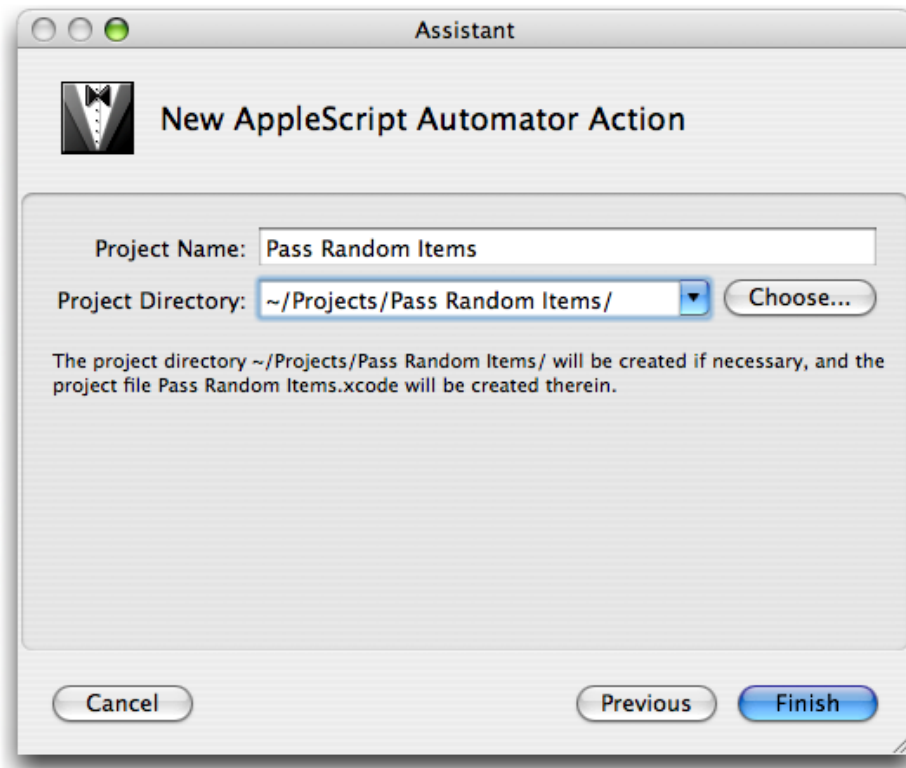 Assistant
New AppleScript Automator Action
Project Name: Pass Random Items
Project Directory: ~/Projects/Pass Random Items/ Choose...
The project directory ~/Projects/Pass Random Items/ will be created if necessary, and the
project file Pass Random Items.xcode will be created therein.
Cancel Previous Finish